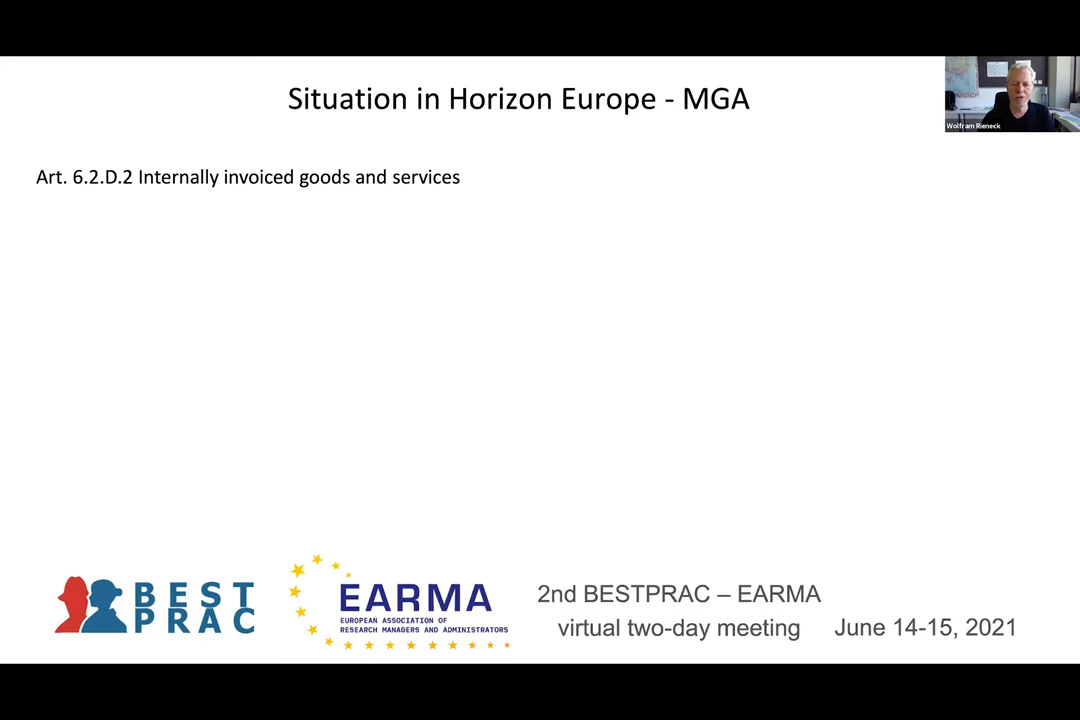 Situation in Horizon Europe - MGA
Wolfram Rieneck
Art. 6.2.D.2 Internally invoiced goods and services
BEST
PRAC
EARMA
EUROPEAN ASSOCIATION OF
RESEARCH MANAGERS AND ADMINISTRATORS
2nd BESTPRAC – EARMA
virtual two-day meeting
June 14-15, 2021